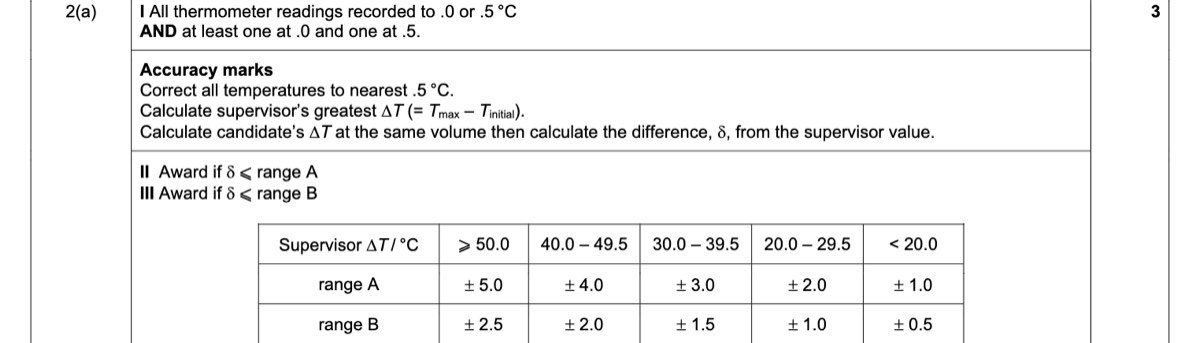 2(a) I All thermometer readings recorded to .0 or .5 °C 3
AND at least one at .0 and one at .5.
Accuracy marks
Correct all temperatures to nearest .5 °C.
Calculate supervisor's greatest ΔT (= Tmax – Tinitial).
Calculate candidate's ΔT at the same volume then calculate the difference, δ, from the supervisor value.
II Award if δ ⩽ range A
III Award if δ ⩽ range B
Supervisor ΔT / °C ⩾ 50.0 40.0 – 49.5 30.0 – 39.5 20.0 – 29.5 < 20.0
range A ± 5.0 ± 4.0 ± 3.0 ± 2.0 ± 1.0
range B ± 2.5 ± 2.0 ± 1.5 ± 1.0 ± 0.5